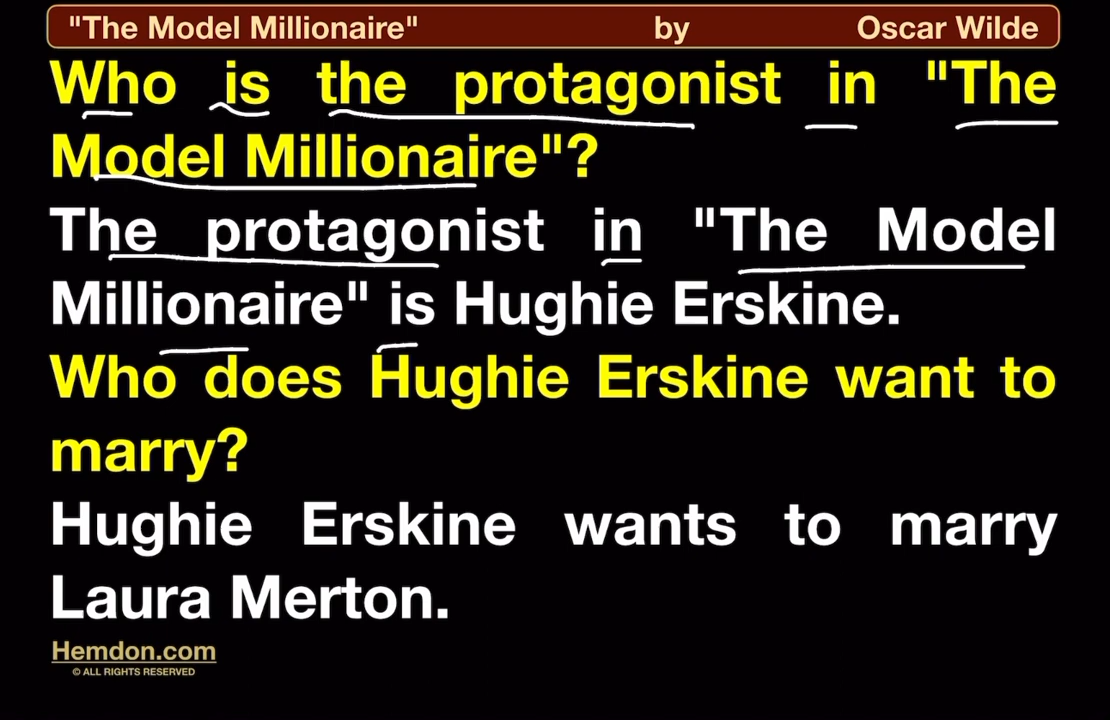 "The Model Millionaire" by Oscar Wilde
Who is the protagonist in "The
Model Millionaire"?
The protagonist in "The Model
Millionaire" is Hughie Erskine.
Who does Hughie Erskine want to
marry?
Hughie Erskine wants to marry
Laura Merton.
Hemdon.com
© ALL RIGHTS RESERVED